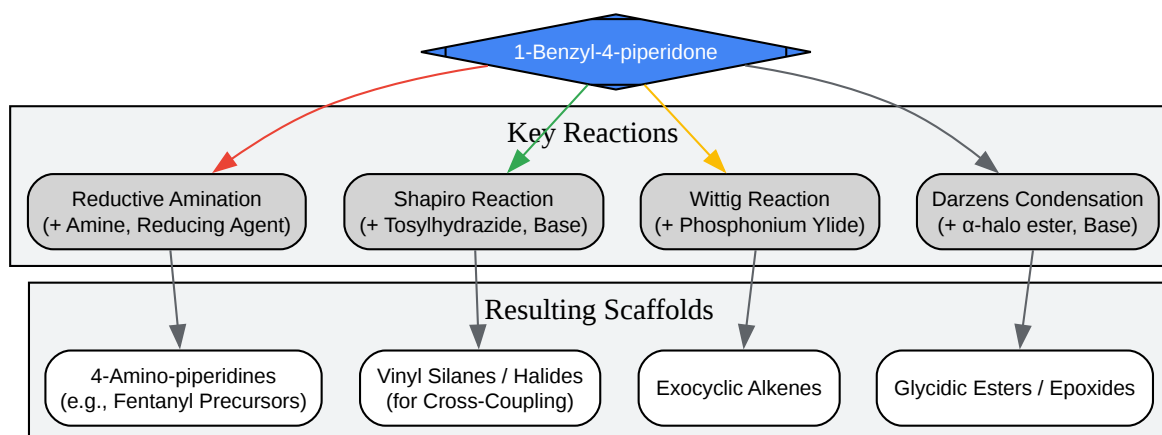 1-Benzyl-4-piperidone
Key Reactions
Reductive Amination
(+ Amine, Reducing Agent)
Shapiro Reaction
(+ Tosylhydrazide, Base)
Wittig Reaction
(+ Phosphonium Ylide)
Darzens Condensation
(+ α-halo ester, Base)
Resulting Scaffolds
4-Amino-piperidines
(e.g., Fentanyl Precursors)
Vinyl Silanes / Halides
(for Cross-Coupling)
Exocyclic Alkenes
Glycidic Esters / Epoxides